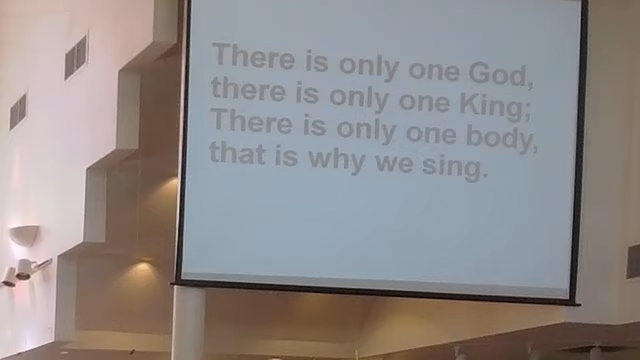 There is only one God,
there is only one King;
There is only one body,
that is why we sing.